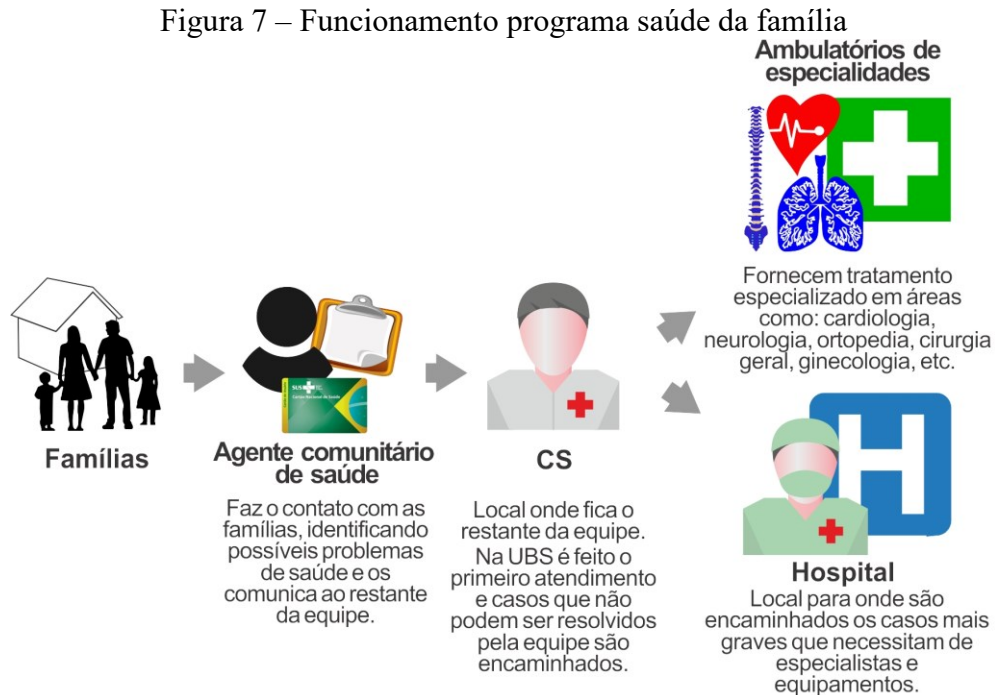 Figura 7 – Funcionamento programa saúde da família
Ambulatórios de
especialidades
Fornecem tratamento
especializado em áreas
como: cardiologia,
neurologia, ortopedia, cirurgia
geral, ginecologia, etc.
Famílias
Agente comunitário
de saúde
Faz o contato com as
famílias, identificando
possíveis problemas
de saúde e os
comunica ao restante
da equipe.
SUS
CS
Local onde fica o
restante da equipe.
Na UBS é feito o
primeiro atendimento
e casos que não
podem ser resolvidos
pela equipe são
encaminhados.
H
Hospital
Local para onde são
encaminhados os casos mais
graves que necessitam de
especialistas e
equipamentos.